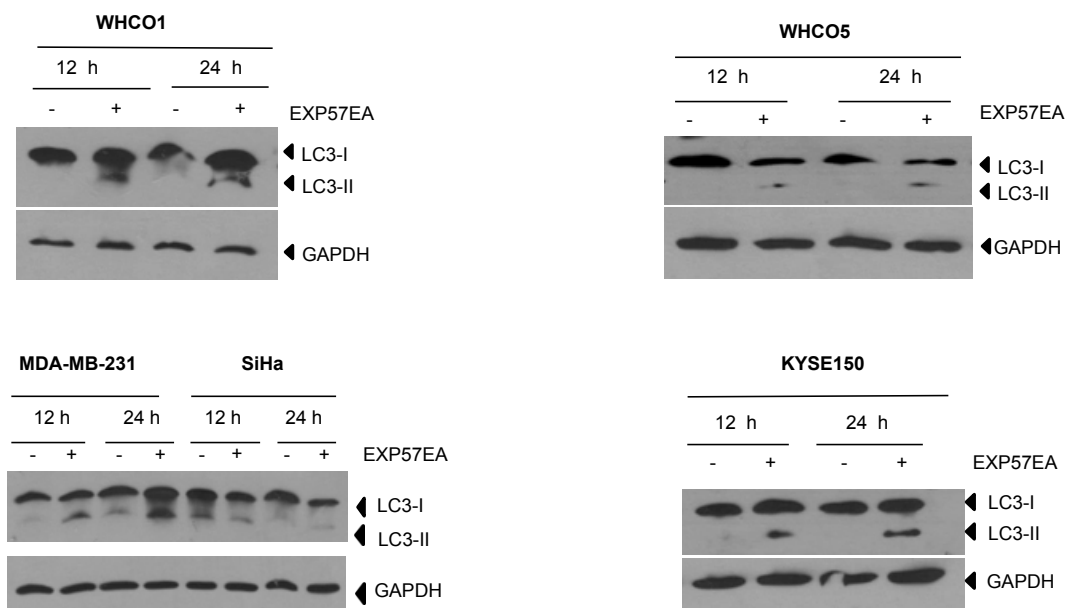 WHCO1
12 h 24 h
- + - + EXP57EA
LC3-I
LC3-II
GAPDH
WHCO5
12 h 24 h
- + - + EXP57EA
LC3-I
LC3-II
GAPDH
MDA-MB-231 SiHa
12 h 24 h 12 h 24 h
- + - + - + - + EXP57EA
LC3-I
LC3-II
GAPDH
KYSE150
12 h 24 h
- + - + EXP57EA
LC3-I
LC3-II
GAPDH